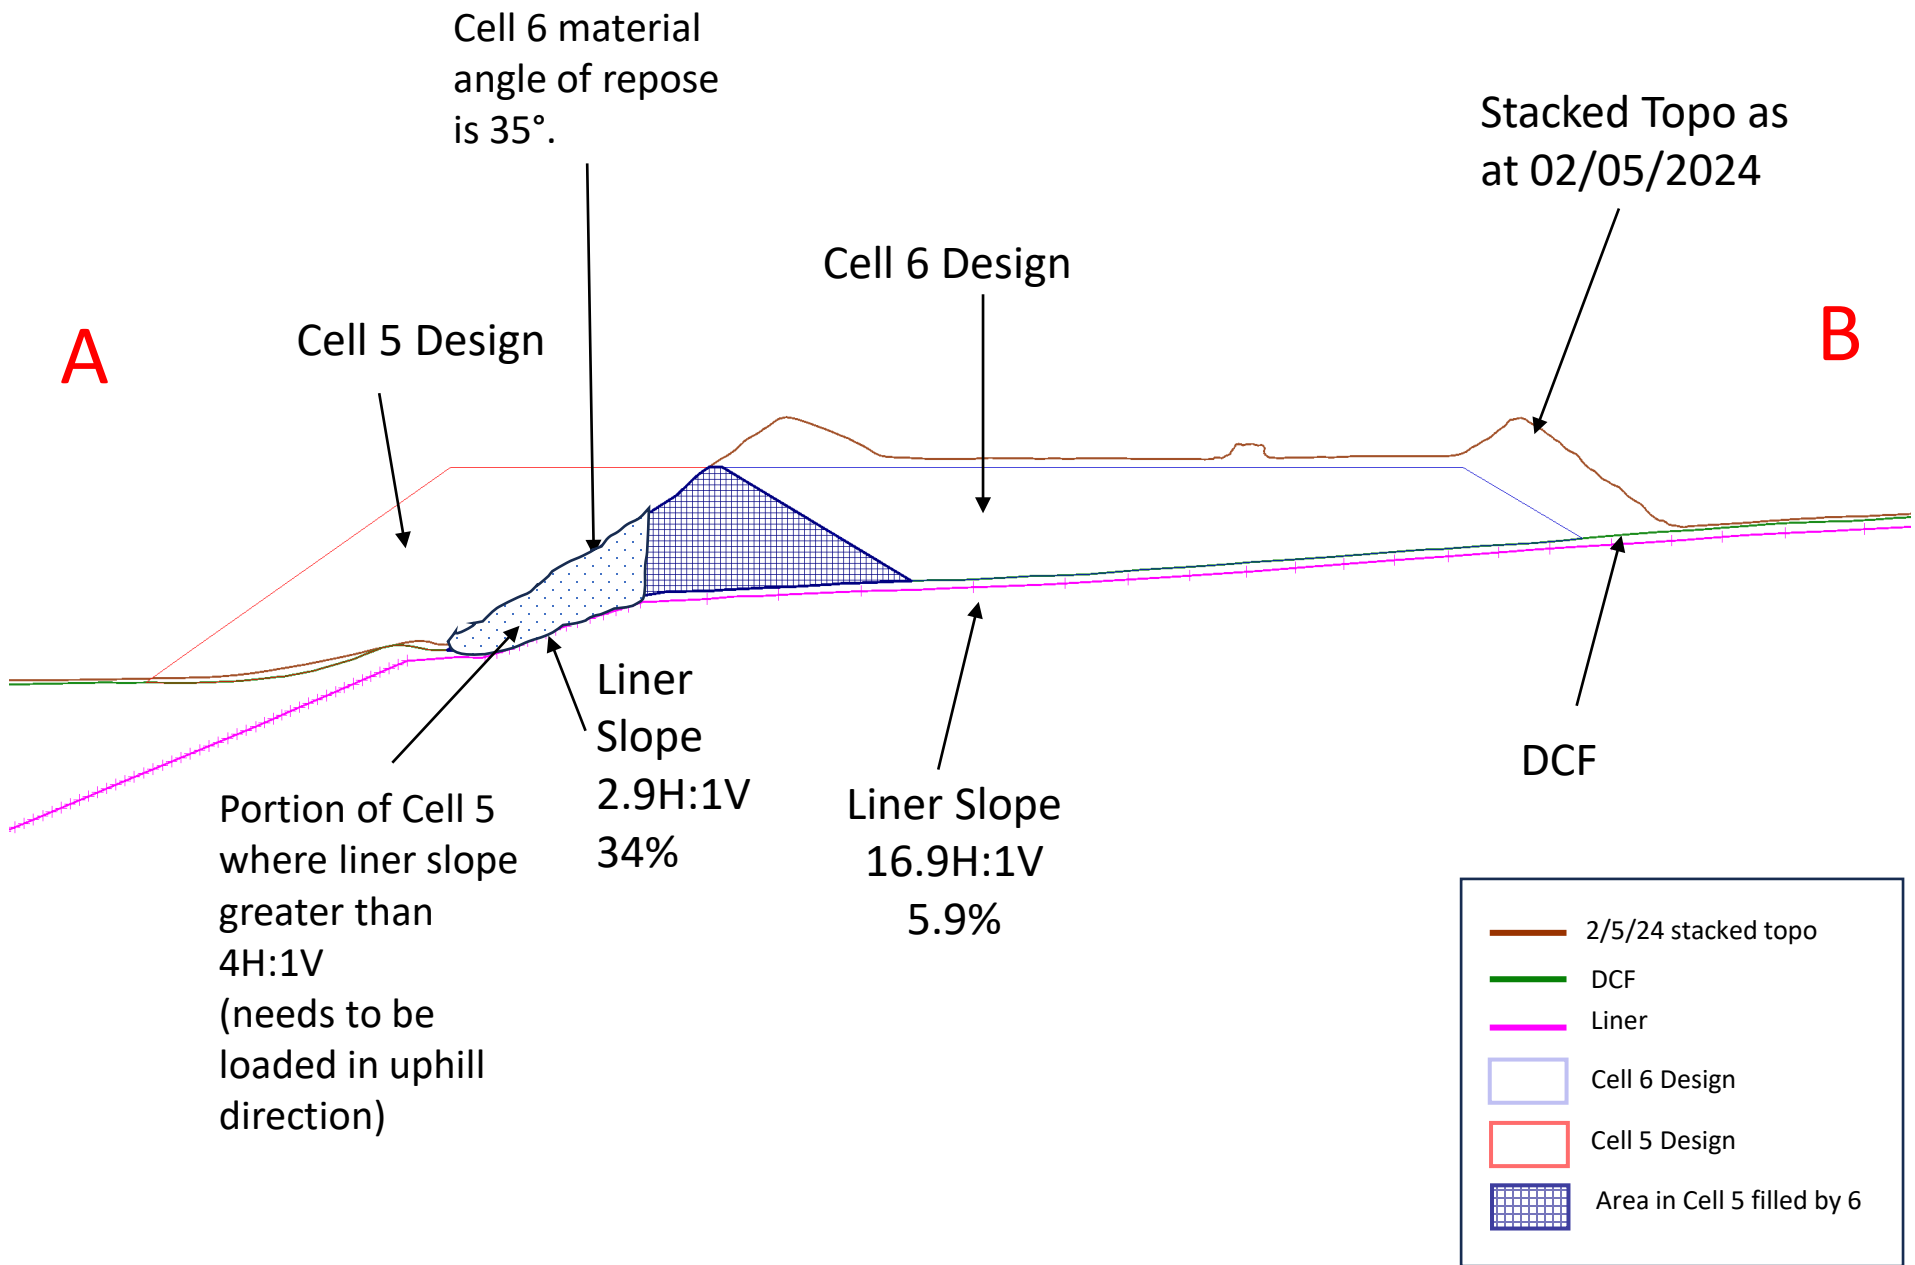 Cell 6 material
angle of repose
is 35°.
Stacked Topo as
at 02/05/2024
Cell 6 Design
Cell 5 Design
A
B
Liner
Slope
2.9H:1V
34%
DCF
Portion of Cell 5
where liner slope
greater than
4H:1V
(needs to be
loaded in uphill
direction)
Liner Slope
16.9H:1V
5.9%
2/5/24 stacked topo
DCF
Liner
Cell 6 Design
Cell 5 Design
Area in Cell 5 filled by 6